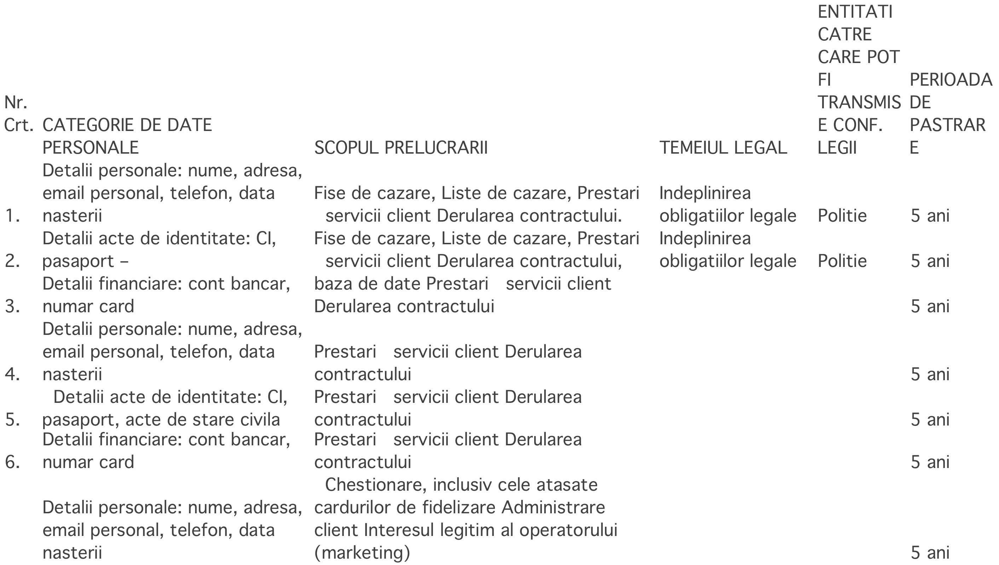 Nr.
Crt.
CATEGORIE DE DATE
PERSONALE
SCOPUL PRELUCRARII
TEMEIUL LEGAL
ENTITATI
CATRE
CARE POT
FI
TRANSMIS
E CONF.
LEGII
PERIOADA
DE
PASTRAR
E
1.
Detalii personale: nume, adresa,
email personal, telefon, data
nasterii
Fise de cazare, Liste de cazare, Prestari
servicii client Derularea contractului.
Indeplinirea
obligatiilor legale
Politie
5 ani
2.
Detalii acte de identitate: CI,
pasaport –
Fise de cazare, Liste de cazare, Prestari
servicii client Derularea contractului,
Indeplinirea
obligatiilor legale
Politie
5 ani
3.
Detalii financiare: cont bancar,
numar card
baza de date Prestari servicii client
Derularea contractului
5 ani
4.
Detalii personale: nume, adresa,
email personal, telefon, data
nasterii
Prestari servicii client Derularea
contractului
5 ani
5.
Detalii acte de identitate: CI,
pasaport, acte de stare civila
Prestari servicii client Derularea
contractului
5 ani
6.
Detalii financiare: cont bancar,
numar card
Prestari servicii client Derularea
contractului
5 ani
Detalii personale: nume, adresa,
email personal, telefon, data
nasterii
Chestionare, inclusiv cele atasate
cardurilor de fidelizare Administrare
client Interesul legitim al operatorului
(marketing)
5 ani